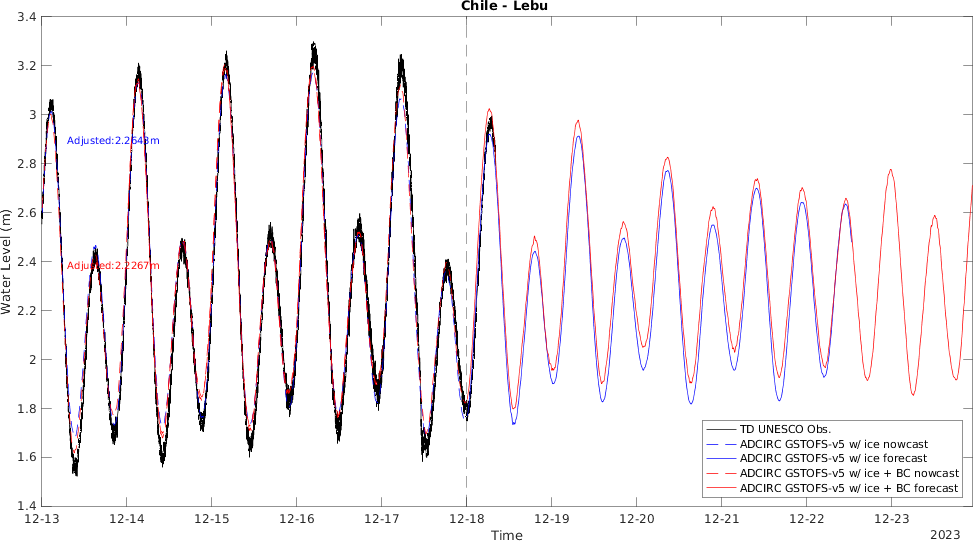 Chile - Lebu
3.4
3.2
3
2.8
2.6
2.4
2.2
2
1.8
1.6
1.4
Water Level (m)
Adjusted:2.2643m
Adjusted:2.2267m
TD UNESCO Obs.
ADCIRC GSTOFS-v5 w/ ice nowcast
ADCIRC GSTOFS-v5 w/ ice forecast
ADCIRC GSTOFS-v5 w/ ice + BC nowcast
ADCIRC GSTOFS-v5 w/ ice + BC forecast
12-13 12-14 12-15 12-16 12-17 12-18 12-19 12-20 12-21 12-22 12-23
Time
2023